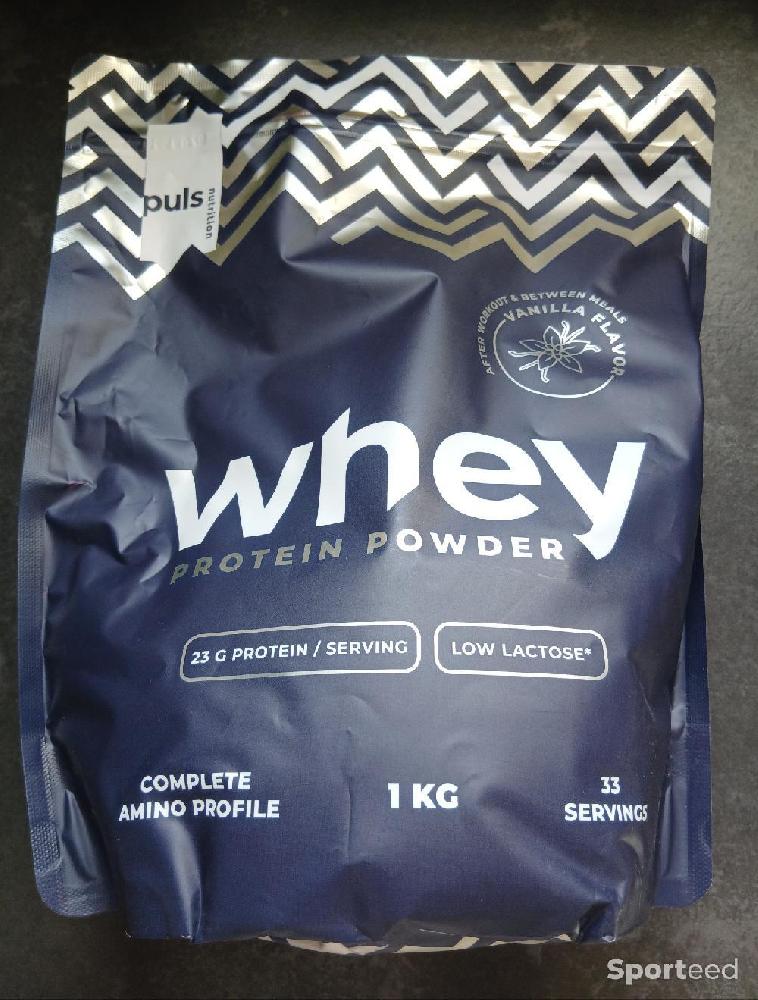 puls
nutrition
AFTER WORKOUT & BETWEEN MEALS
VANILLA FLAVOR
whey
PROTEIN POWDER
23 G PROTEIN / SERVING
LOW LACTOSE*
COMPLETE
AMINO PROFILE
1 KG
33
SERVINGS
Sporteed